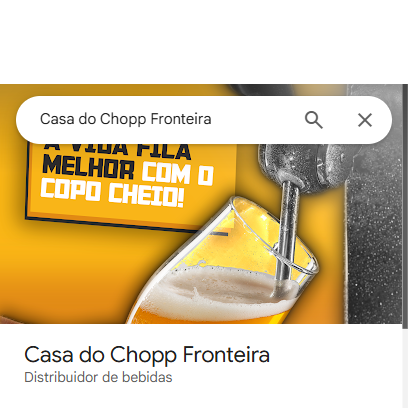 Casa do Chopp Fronteira
A VIDA FILA
MELHOR COM O
COPO CHEIO!
Casa do Chopp Fronteira
Distribuidor de bebidas